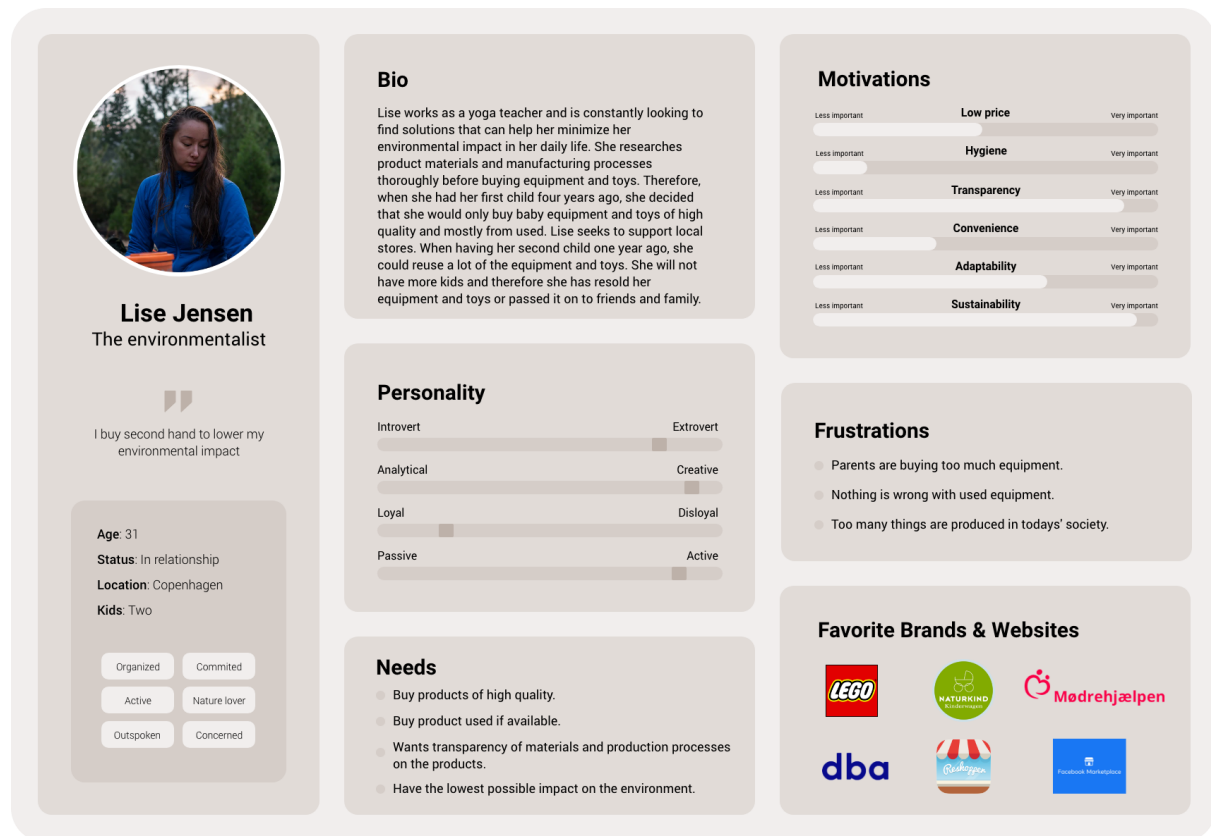 Lise Jensen
The environmentalist
I buy second hand to lower my
environmental impact
Age: 31
Status: In relationship
Location: Copenhagen
Kids: Two
Organized
Commited
Active
Nature lover
Outspoken
Concerned
Bio
Lise works as a yoga teacher and is constantly looking to
find solutions that can help her minimize her
environmental impact in her daily life. She researches
product materials and manufacturing processes
thoroughly before buying equipment and toys. Therefore,
when she had her first child four years ago, she decided
that she would only buy baby equipment and toys of high
quality and mostly from used. Lise seeks to support local
stores. When having her second child one year ago, she
could reuse a lot of the equipment and toys. She will not
have more kids and therefore she has resold her
equipment and toys or passed it on to friends and family.
Personality
Introvert Extrovert
Analytical Creative
Loyal Disloyal
Passive Active
Needs
Buy products of high quality.
Buy product used if available.
Wants transparency of materials and production processes
on the products.
Have the lowest possible impact on the environment.
Motivations
Less important Low price Very important
Less important Hygiene Very important
Less important Transparency Very important
Less important Convenience Very important
Less important Adaptability Very important
Less important Sustainability Very important
Frustrations
Parents are buying too much equipment.
Nothing is wrong with used equipment.
Too many things are produced in todays' society.
Favorite Brands & Websites
LEGO
NATURKIND
Kinderwagen
Mødrehjælpen
dba
Reshopper
Facebook Marketplace